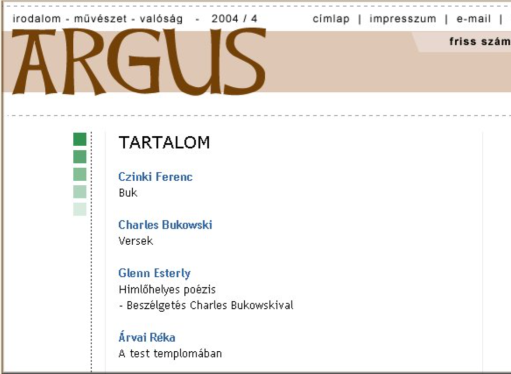 irodalom - művészet - valóság - 2004 / 4 címlap | impresszum | e-mail |
ARGUS
friss szám
TARTALOM
Czinki Ferenc
Buk
Charles Bukowski
Versek
Glenn Esterly
Himlőhelyes poézis
- Beszélgetés Charles Bukowskival
Árvai Réka
A test templomában